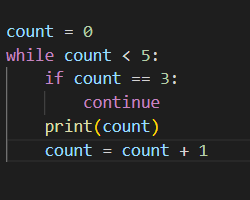 count = 0
while count < 5:
    if count == 3:
        continue
    print(count)
    count = count + 1